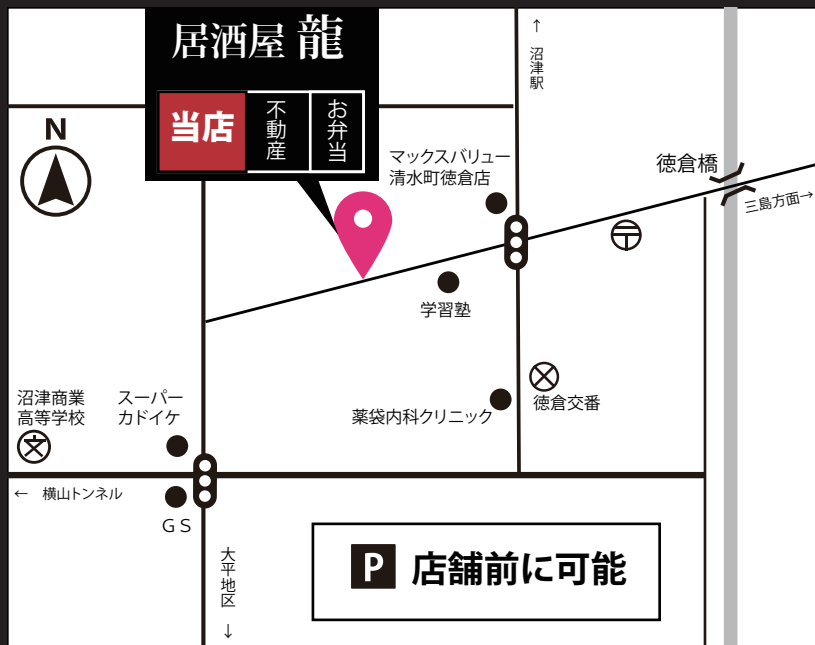 居酒屋 龍
当店
不動産
お弁当
↑ 沼津駅
N
マックスバリュー
清水町徳倉店
徳倉橋
三島方面→
学習塾
沼津商業
高等学校
スーパー
カドイケ
薬袋内科クリニック
徳倉交番
← 横山トンネル
GS
大平地区 ↓
P 店舗前に可能